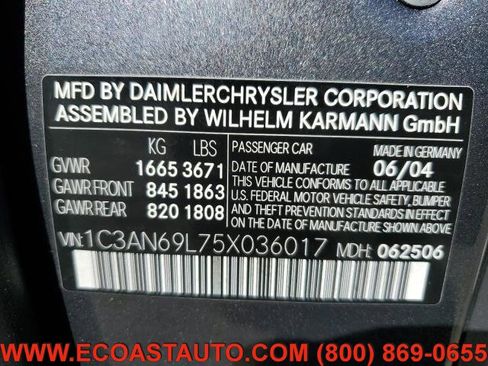 MFD BY DAIMLERCHRYSLER CORPORATION
ASSEMBLED BY WILHELM KARMANN GmbH
KG LBS
GVWR 1665 3671
GAWR FRONT 845 1863
GAWR REAR 820 1808
PASSENGER CAR MADE IN GERMANY
DATE OF MANUFACTURE 06/04
THIS VEHICLE CONFORMS TO ALL APPLICABLE
U.S. FEDERAL MOTOR VEHICLE SAFETY, BUMPER
AND THEFT PREVENTION STANDARDS IN EFFECT
ON THE DATE OF MANUFACTURE SHOWN ABOVE.
VIN: 1C3AN69L75X036017 MDH: 062506
WWW.ECOASTAUTO.COM (800) 869-0655